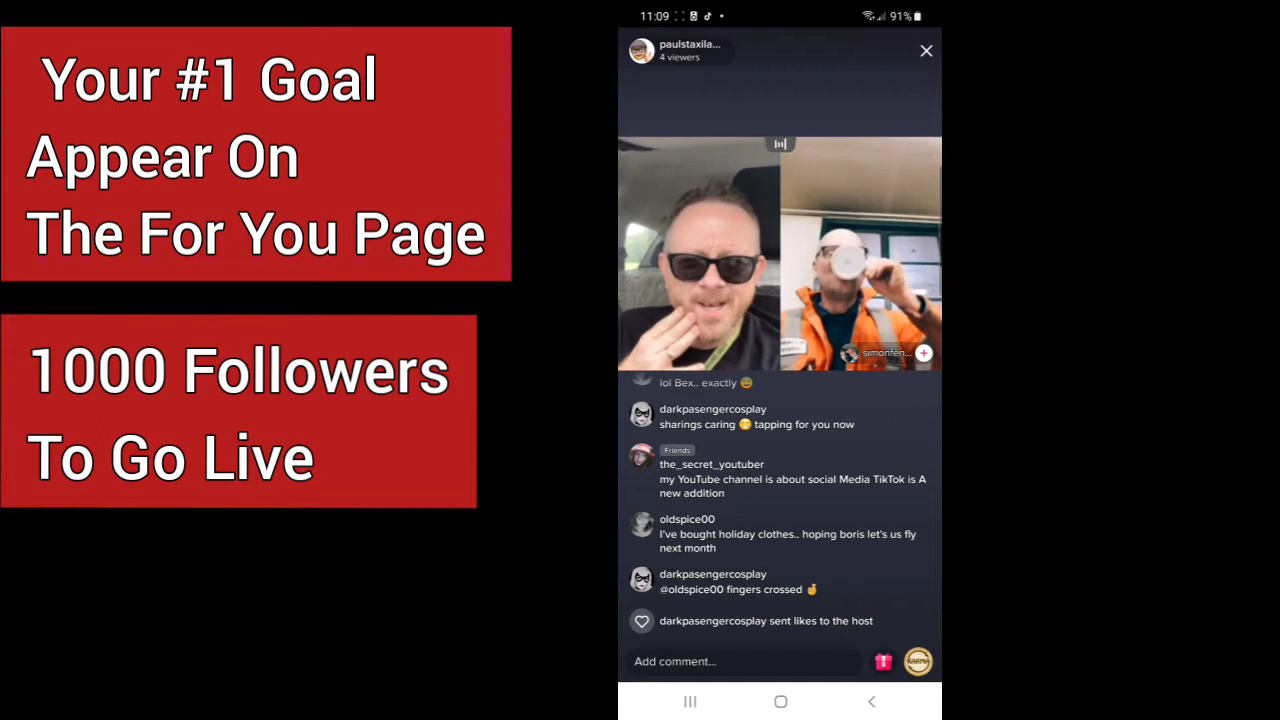 Your #1 Goal
Appear On
The For You Page
1000 Followers
To Go Live
11:09
91%
paulstaxila...
4 viewers
simonfen...
lol Bex.. exactly
darkpasengercosplay
sharings caring 🤭 tapping for you now
Friends
the_secret_youtuber
my YouTube channel is about social Media TikTok is A
new addition
oldspice00
I've bought holiday clothes.. hoping boris let's us fly
next month
darkpasengercosplay
@oldspice00 fingers crossed 🤞
darkpasengercosplay sent likes to the host
Add comment...
KARMA